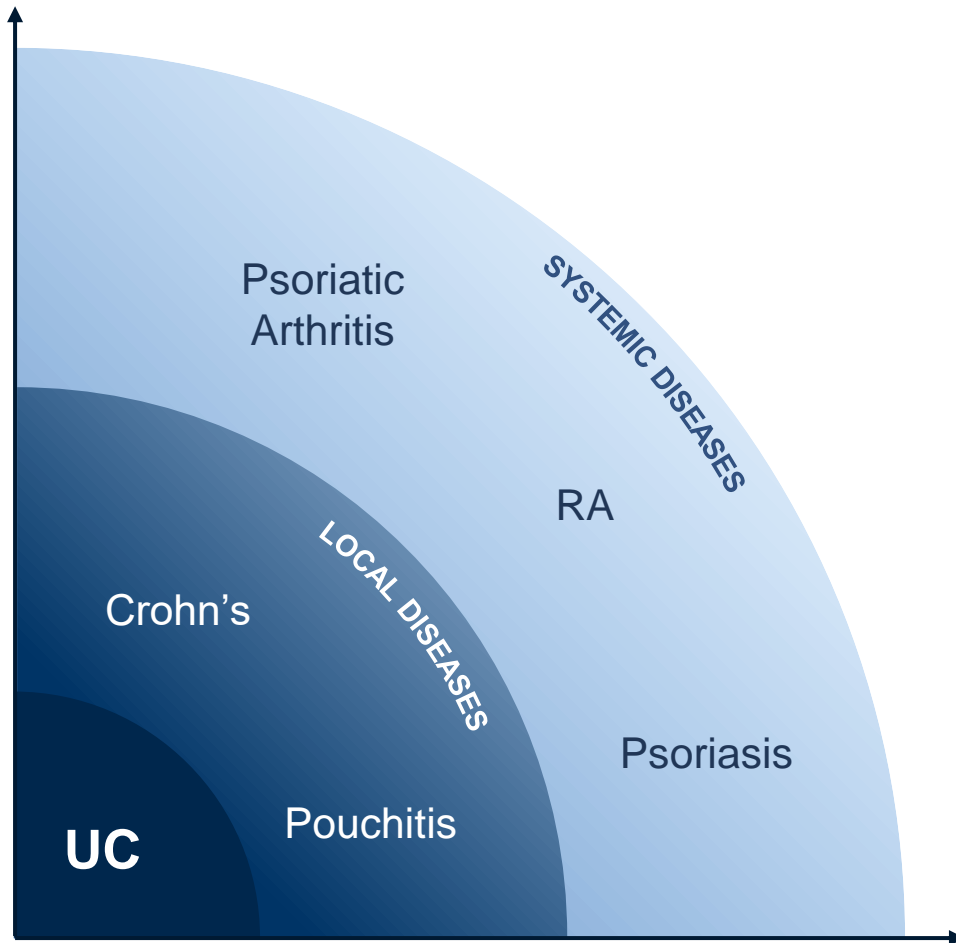 Psoriatic
Arthritis
SYSTEMIC DISEASES
RA
Crohn’s
LOCAL DISEASES
Psoriasis
Pouchitis
UC